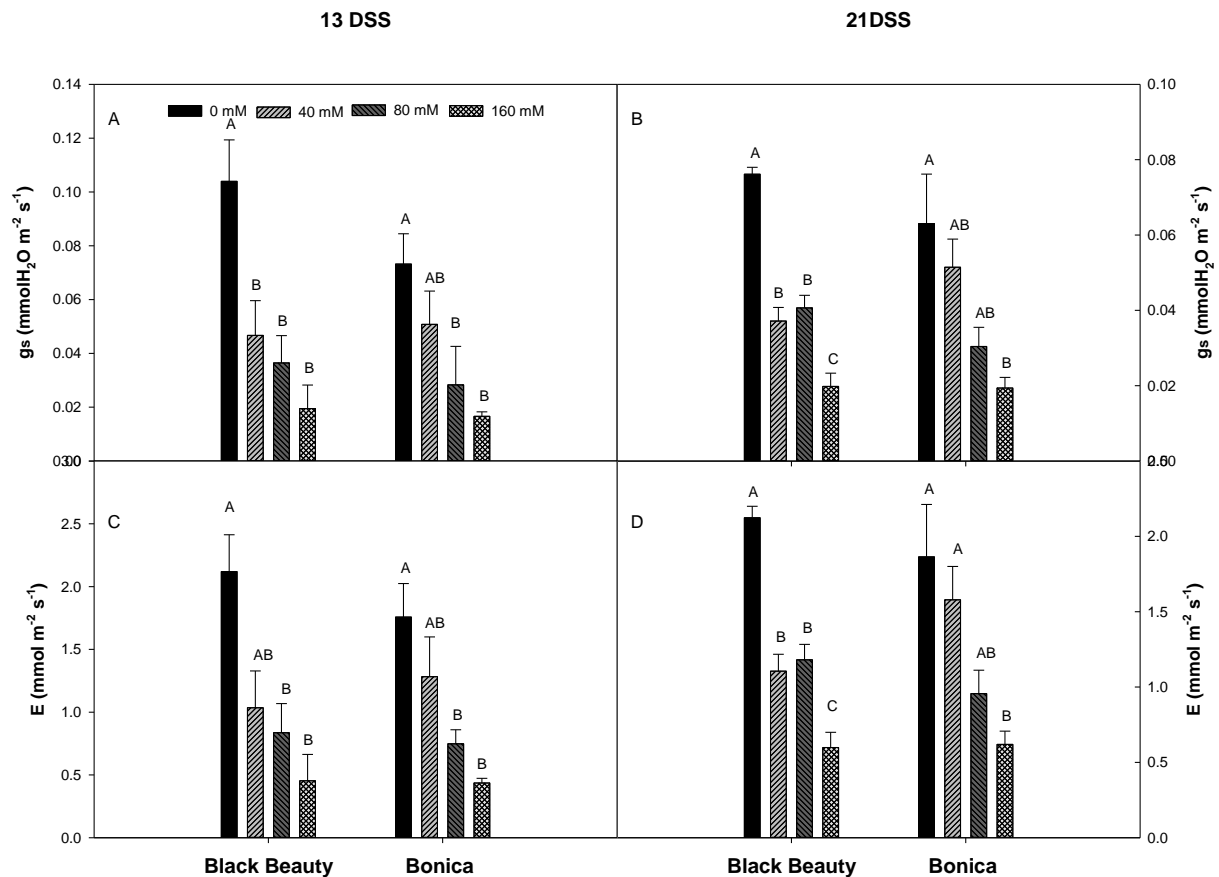 13 DSS
21DSS
0 mM 40 mM 80 mM 160 mM
A
B
0.14
0.12
0.10
0.08
0.06
0.04
0.02
0.00
gs (mmolH2O m-2 s-1)
A
B
B
B
A
AB
B
B
A
B
B
C
A
AB
AB
B
0.10
0.08
0.06
0.04
0.02
0.00
gs (mmolH2O m-2 s-1)
C
D
3.0
2.5
2.0
1.5
1.0
0.5
0.0
E (mmol m-2 s-1)
A
AB
B
B
A
AB
B
B
A
B
B
C
A
A
AB
B
2.5
2.0
1.5
1.0
0.5
0.0
E (mmol m-2 s-1)
Black Beauty Bonica
Black Beauty Bonica